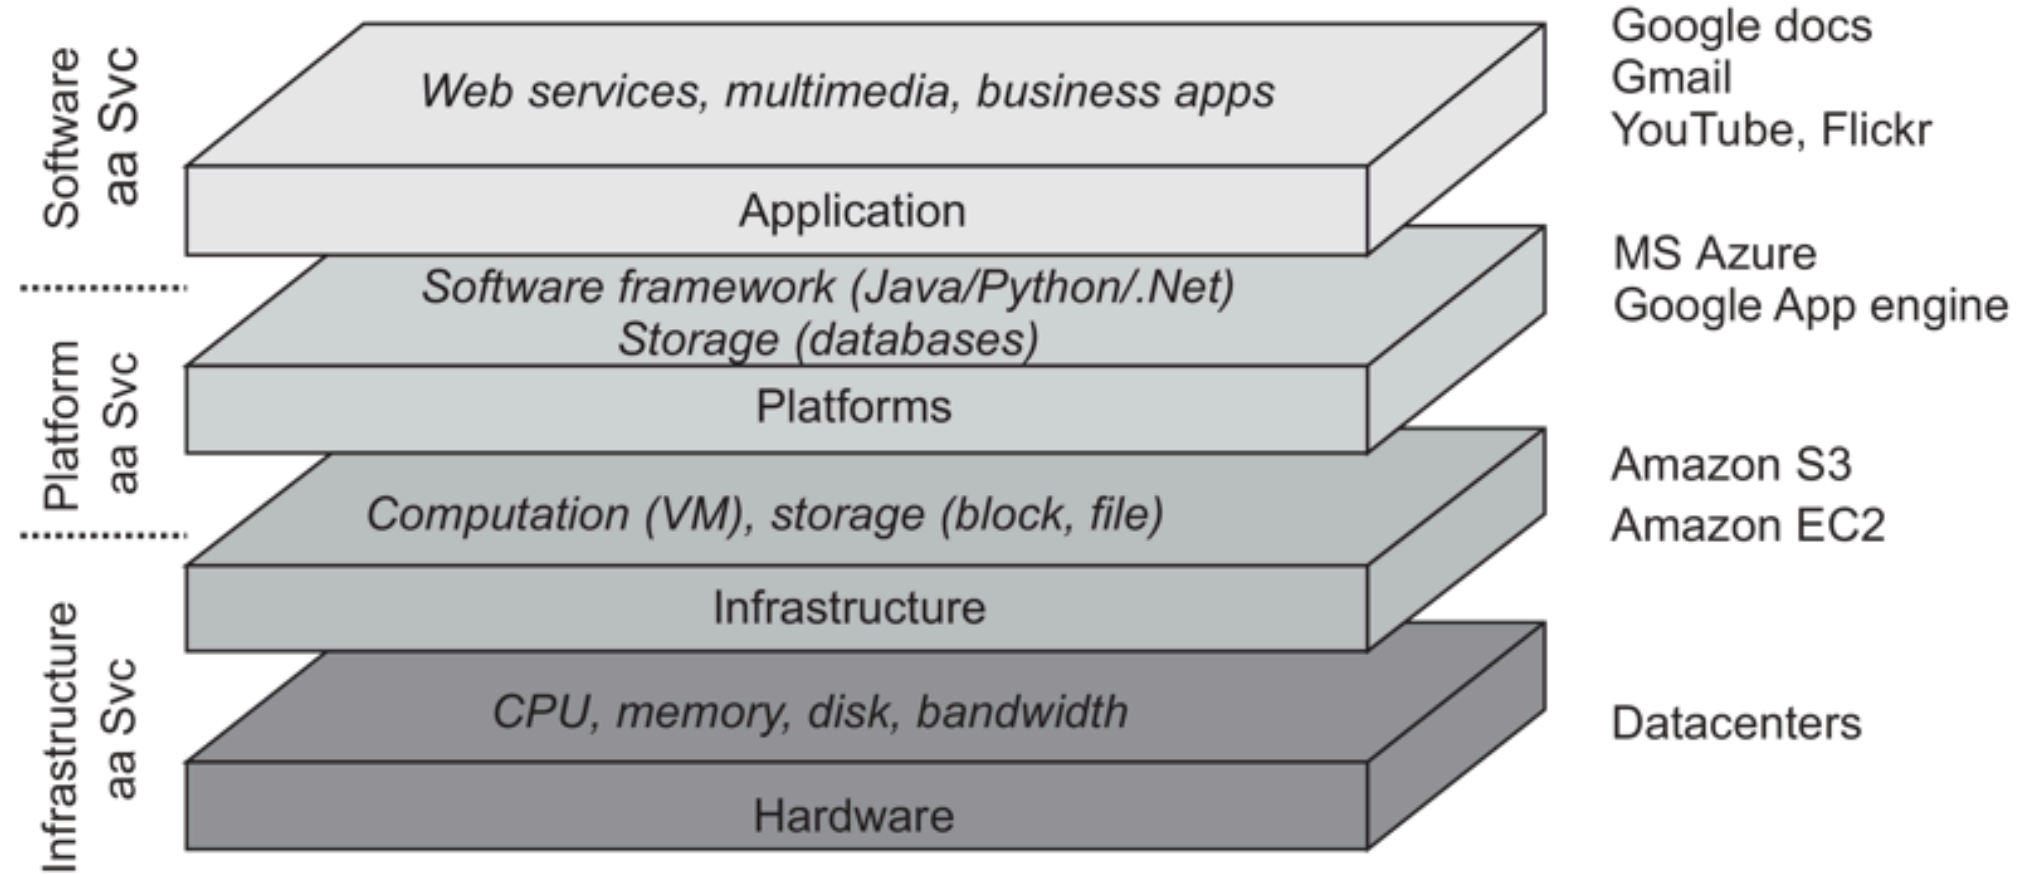 Software
aa Svc
Web services, multimedia, business apps
Application
Google docs
Gmail
YouTube, Flickr
Platform
aa Svc
Software framework (Java/Python/.Net)
Storage (databases)
Platforms
MS Azure
Google App engine
Infrastructure
aa Svc
Computation (VM), storage (block, file)
Infrastructure
Amazon S3
Amazon EC2
CPU, memory, disk, bandwidth
Hardware
Datacenters